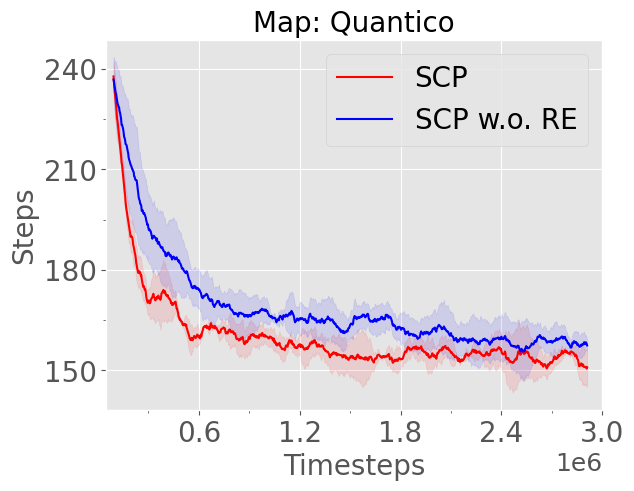 Map: Quantico
SCP
SCP w.o. RE
Steps
240
210
180
150
0.6 1.2 1.8 2.4 3.0
Timesteps
1e6